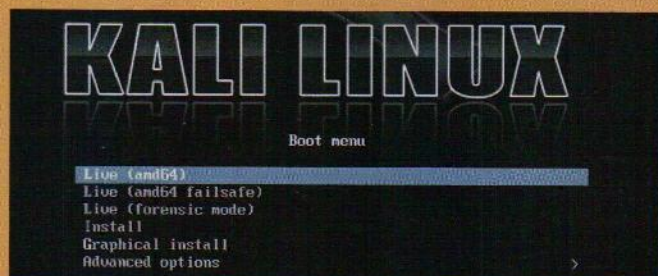 KALI LINUX
Boot menu
Live (amd64)
Live (amd64 failsafe)
Live (forensic mode)
Install
Graphical install
Advanced options >